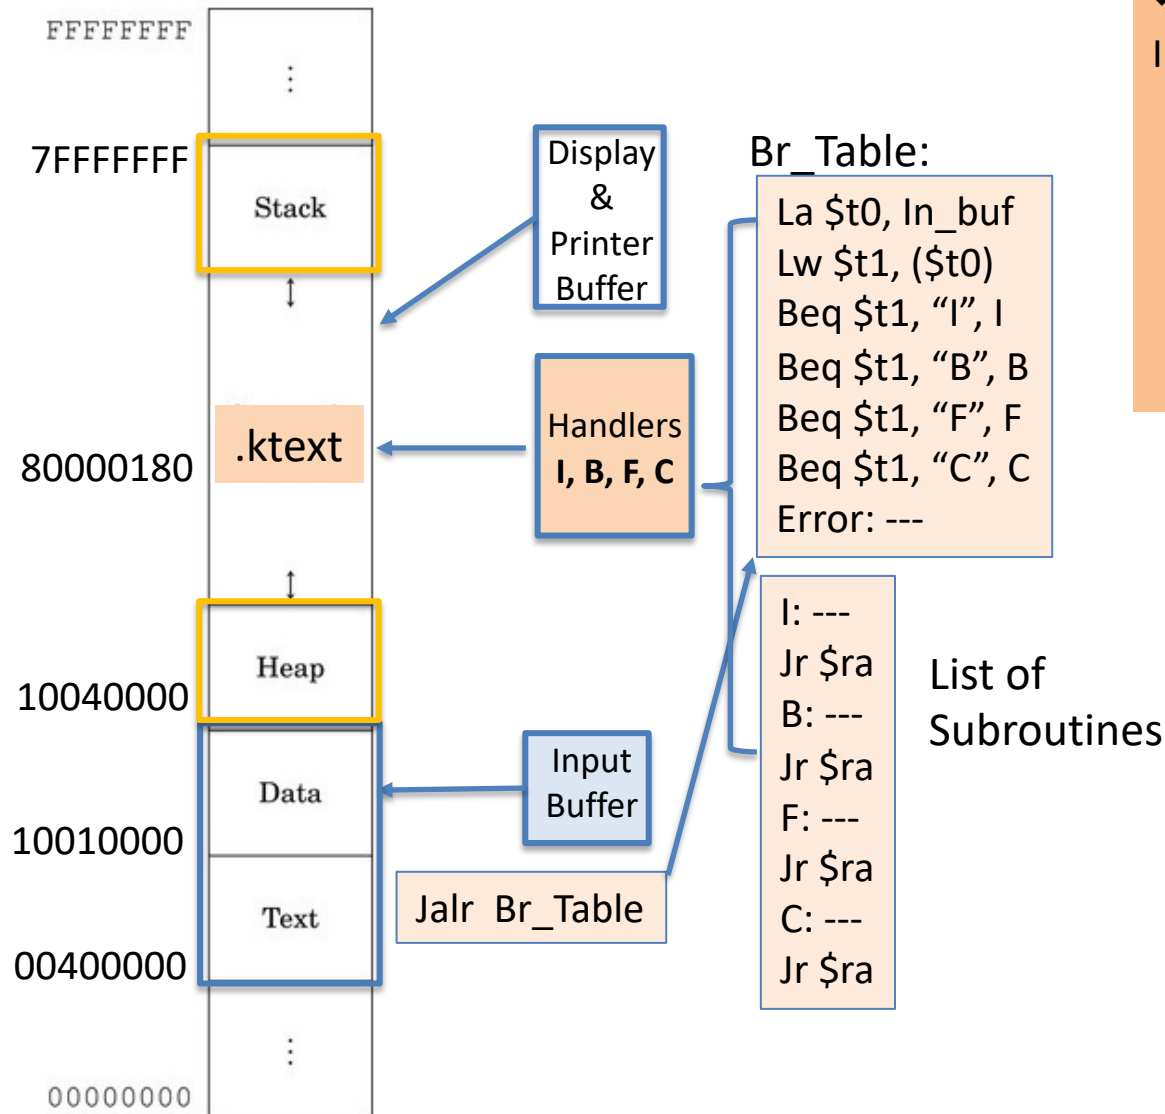 FFFFFFFF
⋮
7FFFFFFF
Stack
↕
.ktext
80000180
↕
Heap
10040000
Data
10010000
Text
00400000
⋮
00000000
Display
&
Printer
Buffer
Handlers
I, B, F, C
Input
Buffer
Jalr Br_Table
Br_Table:
La $t0, In_buf
Lw $t1, ($t0)
Beq $t1, “I”, I
Beq $t1, “B”, B
Beq $t1, “F”, F
Beq $t1, “C”, C
Error: ---
I: ---
Jr $ra
B: ---
Jr $ra
F: ---
Jr $ra
C: ---
Jr $ra
List of
Subroutines